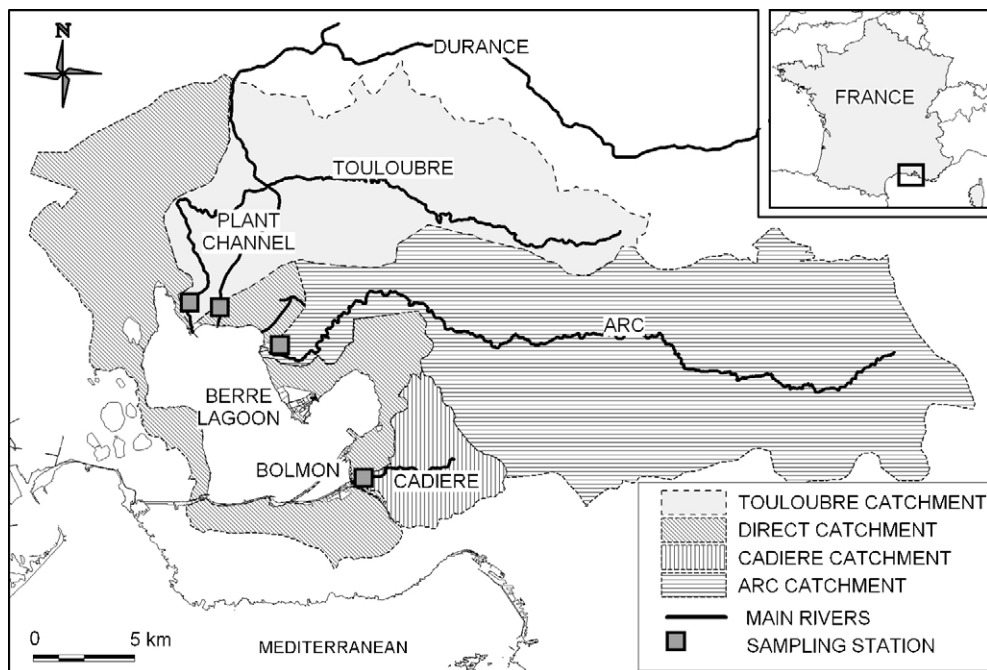 N
DURANCE
FRANCE
TOULOUBRE
PLANT
CHANNEL
ARC
BERRE
LAGOON
BOLMON
CADIERE
TOULOUBRE CATCHMENT
DIRECT CATCHMENT
CADIERE CATCHMENT
ARC CATCHMENT
MAIN RIVERS
SAMPLING STATION
0 5 km
MEDITERRANEAN